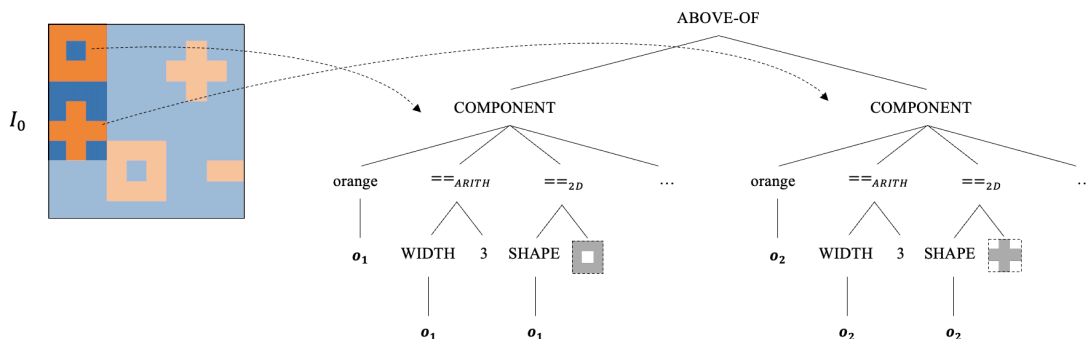 ABOVE-OF
I₀
COMPONENT COMPONENT
orange ==ARITH ==2D ... orange ==ARITH ==2D ..
o₁ WIDTH 3 SHAPE o₂ WIDTH 3 SHAPE
o₁ o₁ o₂ o₂